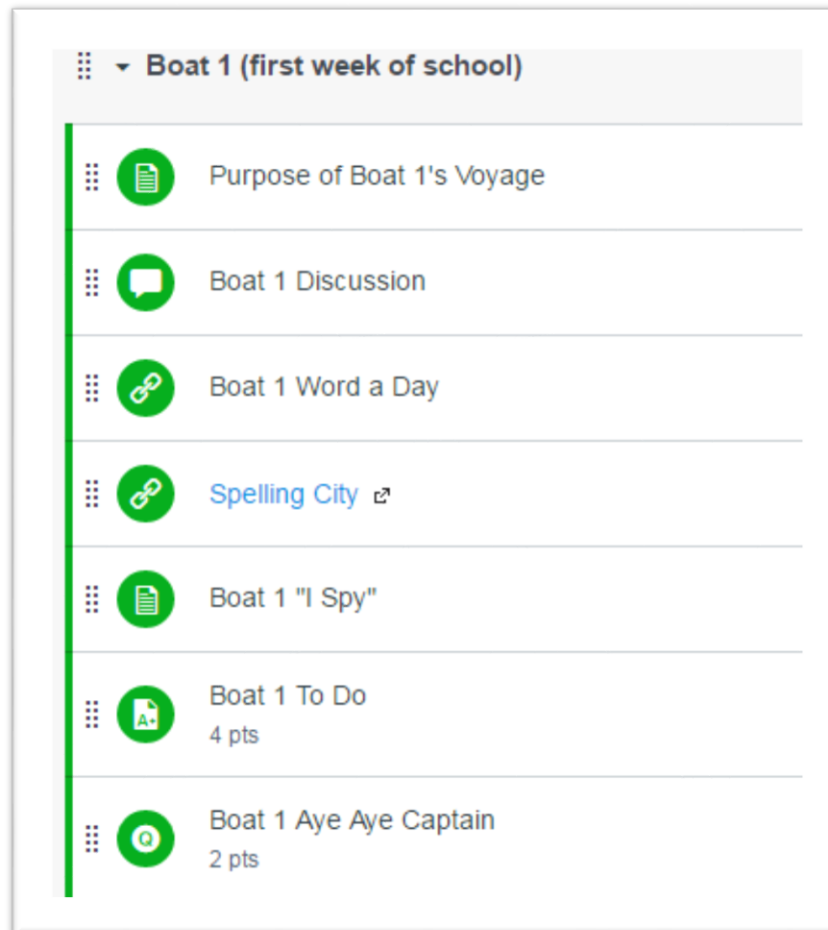 Boat 1 (first week of school)
Purpose of Boat 1's Voyage
Boat 1 Discussion
Boat 1 Word a Day
Spelling City
Boat 1 "I Spy"
A+
Boat 1 To Do
4 pts
Q
Boat 1 Aye Aye Captain
2 pts